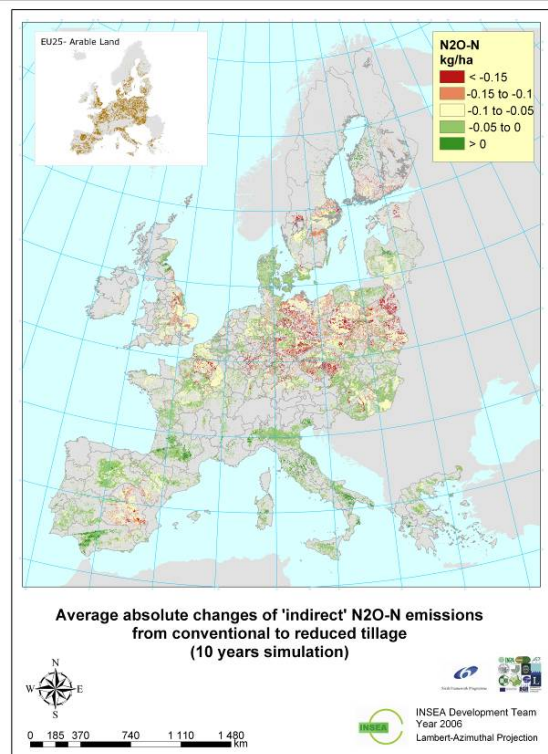 EU25- Arable Land
N2O-N
kg/ha
< -0.15
-0.15 to -0.1
-0.1 to -0.05
-0.05 to 0
> 0
Average absolute changes of 'indirect' N2O-N emissions
from conventional to reduced tillage
(10 years simulation)
N
W E
S
0 185 370 740 1 110 1 480
km
INSEA
INSEA Development Team
Year 2006
Lambert-Azimuthal Projection